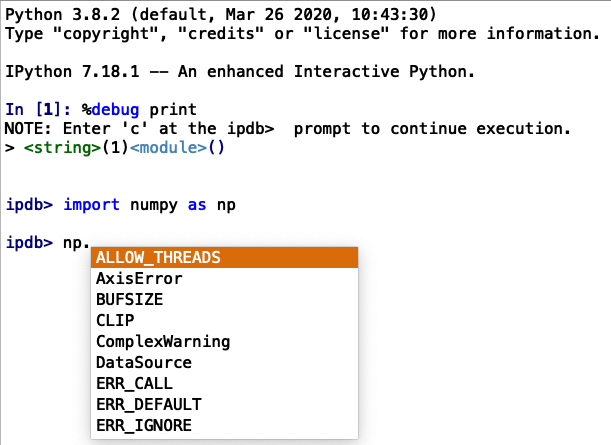 Python 3.8.2 (default, Mar 26 2020, 10:43:30)
Type "copyright", "credits" or "license" for more information.
IPython 7.18.1 -- An enhanced Interactive Python.
In [1]: %debug print
NOTE: Enter 'c' at the ipdb>  prompt to continue execution.
> <string>(1)<module>()
ipdb> import numpy as np
ipdb> np.
ALLOW_THREADS
AxisError
BUFSIZE
CLIP
ComplexWarning
DataSource
ERR_CALL
ERR_DEFAULT
ERR_IGNORE